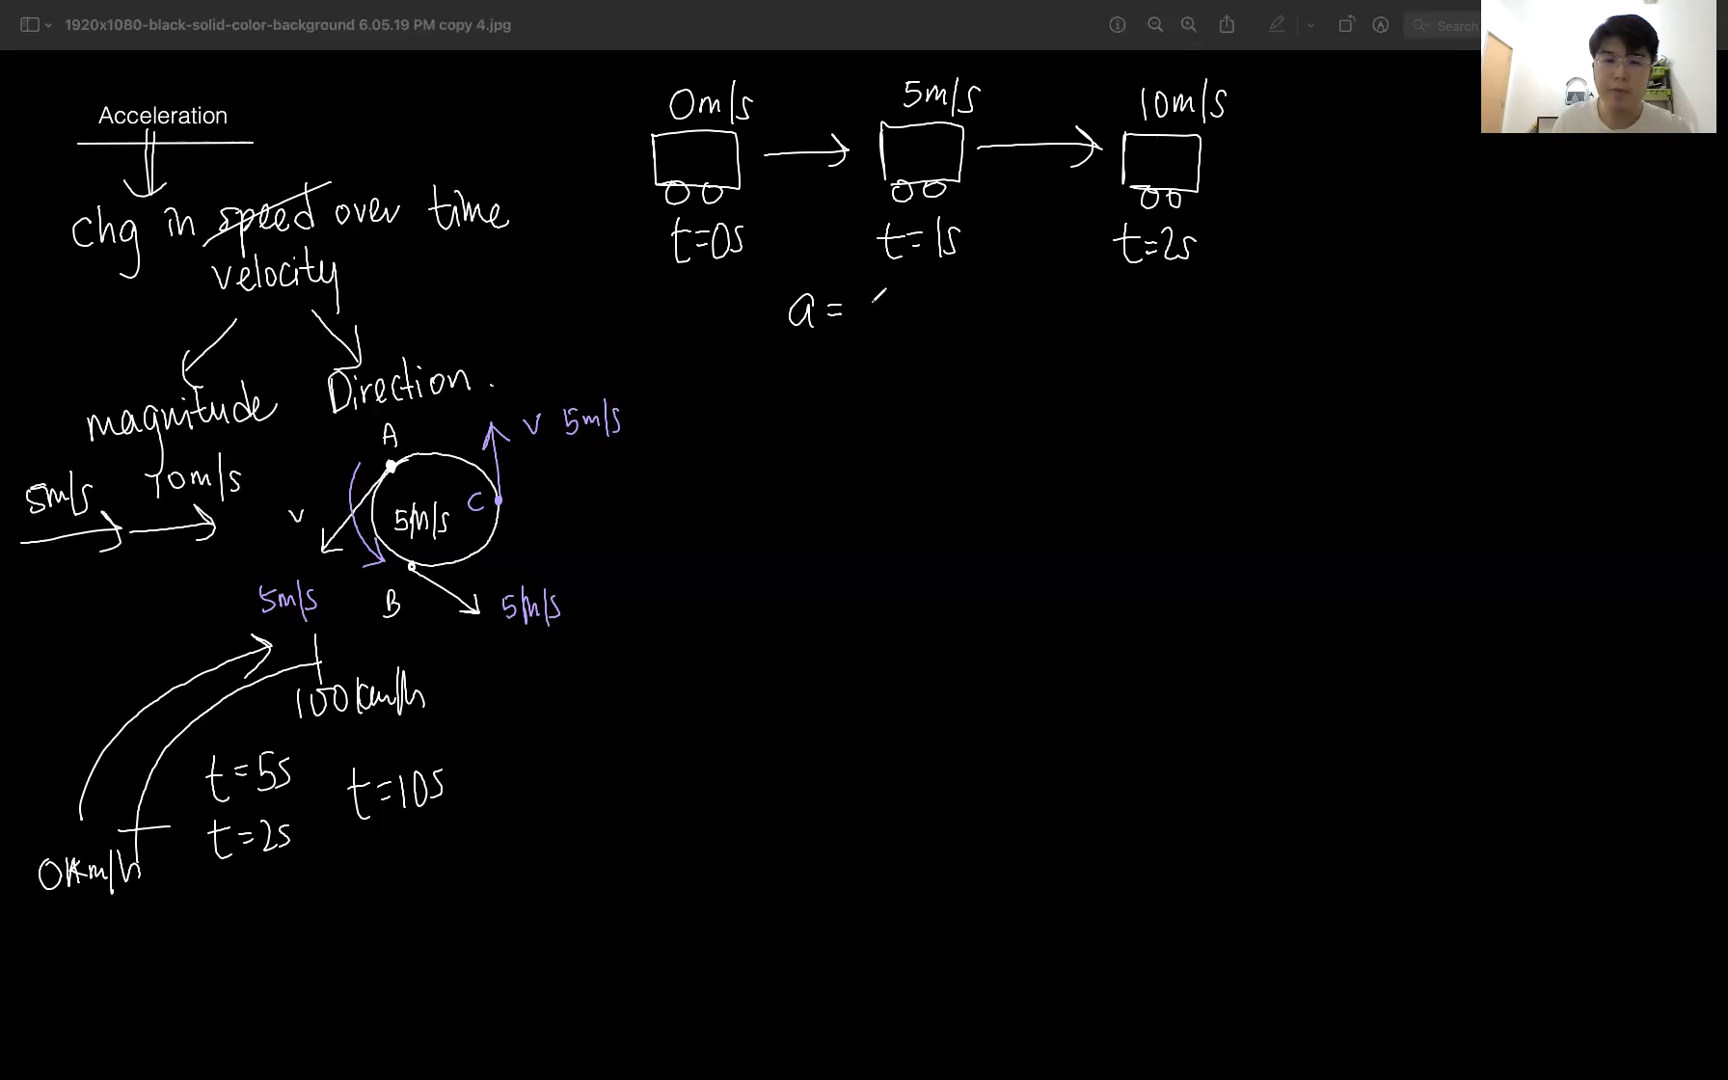 1920x1080-black-solid-color-background 6.05.19 PM copy 4.jpg
Search
Acceleration
chg in speed over time
velocity
magnitude Direction.
5m/s 10m/s
A
V 5m/s
C
5m/s
V
5m/s
B
5m/s
100km/h
t=5s
t=10s
t=2s
0km/h
0m/s 5m/s 10m/s
t=0s t=1s t=2s
a=